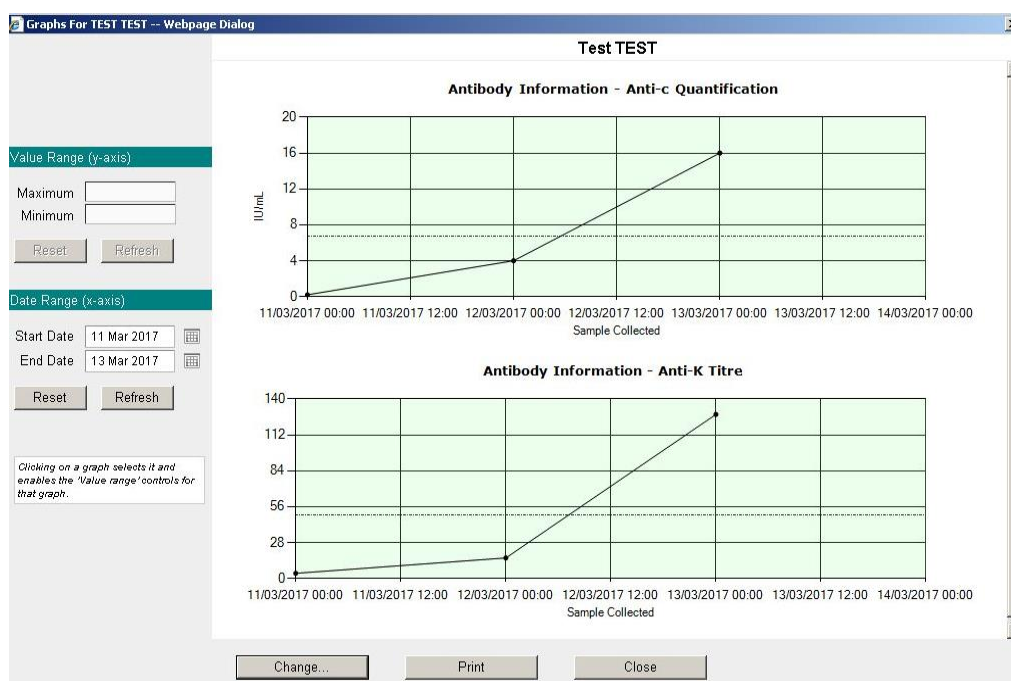 Graphs For TEST TEST -- Webpage Dialog
Test TEST
Value Range (y-axis)
Maximum
Minimum
Reset Refresh
Date Range (x-axis)
Start Date 11 Mar 2017
End Date 13 Mar 2017
Reset Refresh
Clicking on a graph selects it and
enables the 'Value range' controls for
that graph.
Antibody Information - Anti-c Quantification
20
16
12
8
4
0
IU/mL
11/03/2017 00:00 11/03/2017 12:00 12/03/2017 00:00 12/03/2017 12:00 13/03/2017 00:00 13/03/2017 12:00 14/03/2017 00:00
Sample Collected
Antibody Information - Anti-K Titre
140
112
84
56
28
0
11/03/2017 00:00 11/03/2017 12:00 12/03/2017 00:00 12/03/2017 12:00 13/03/2017 00:00 13/03/2017 12:00 14/03/2017 00:00
Sample Collected
Change... Print Close